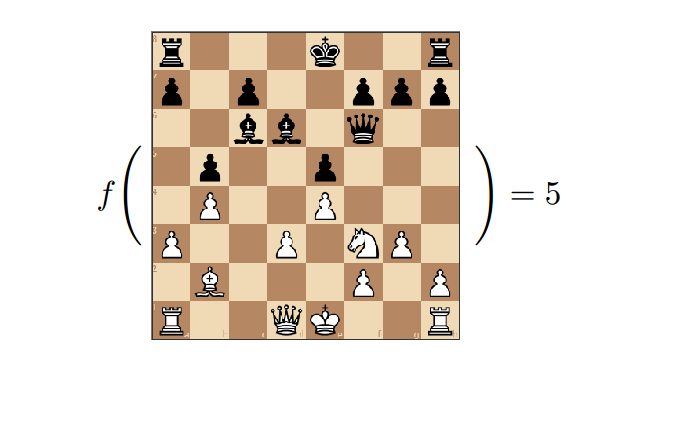 f( ) = 5